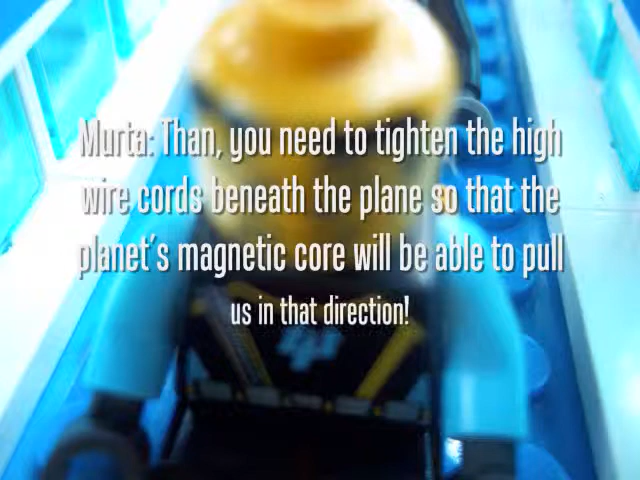 Murta: Than, you need to tighten the high
wire cords beneath the plane so that the
planet's magnetic core will be able to pull
us in that direction!